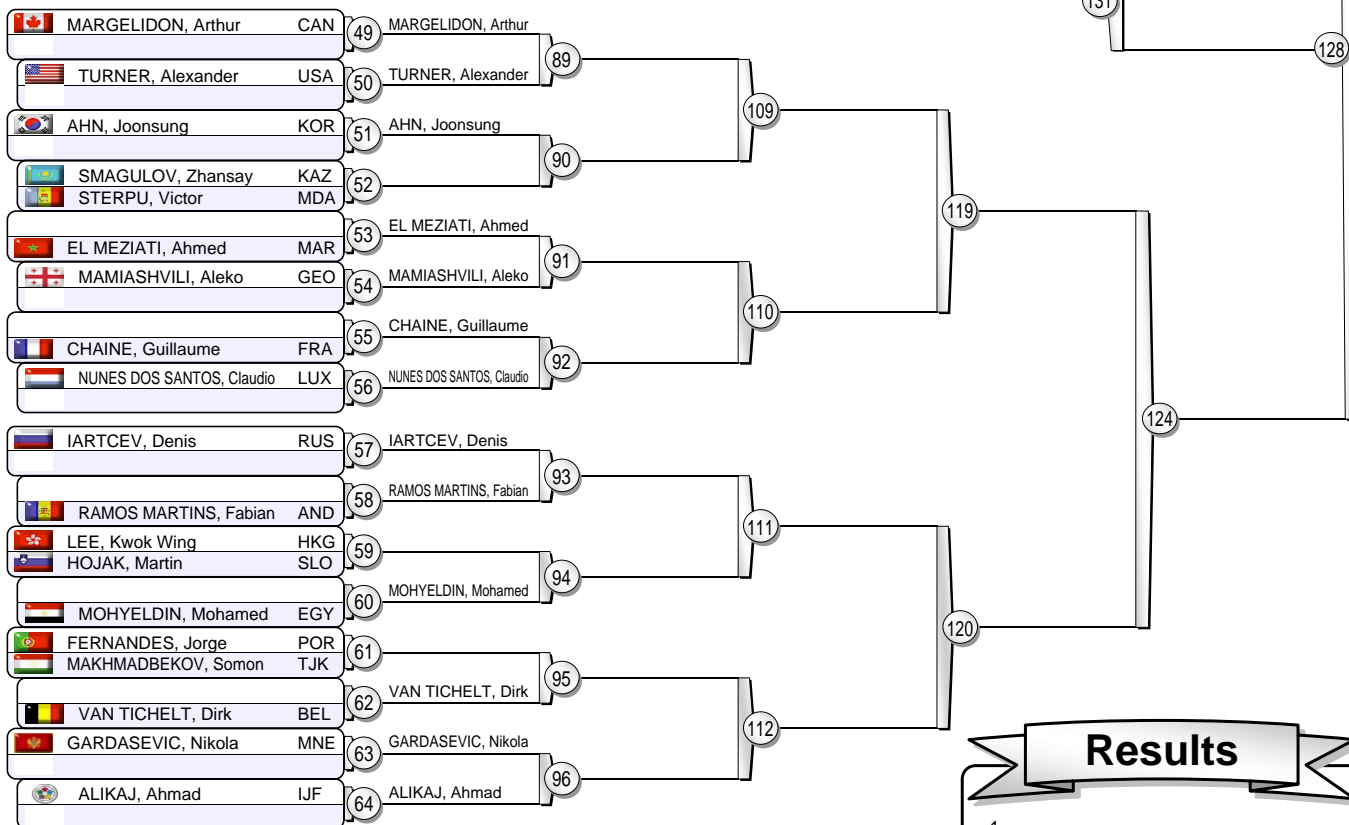 131
128
MARGELIDON, Arthur CAN 49 MARGELIDON, Arthur
89
TURNER, Alexander USA 50 TURNER, Alexander
109
AHN, Joonsung KOR 51 AHN, Joonsung
90
SMAGULOV, Zhansay KAZ
52
STERPU, Victor MDA
119
53 EL MEZIATI, Ahmed
EL MEZIATI, Ahmed MAR
91
MAMIASHVILI, Aleko GEO 54 MAMIASHVILI, Aleko
110
55 CHAINE, Guillaume
CHAINE, Guillaume FRA
92
NUNES DOS SANTOS, Claudio LUX 56 NUNES DOS SANTOS, Claudio
124
IARTCEV, Denis RUS 57 IARTCEV, Denis
93
58 RAMOS MARTINS, Fabian
RAMOS MARTINS, Fabian AND
111
LEE, Kwok Wing HKG
59
HOJAK, Martin SLO
94
60 MOHYELDIN, Mohamed
MOHYELDIN, Mohamed EGY
120
FERNANDES, Jorge POR
61
MAKHMADBEKOV, Somon TJK
95
62 VAN TICHELT, Dirk
VAN TICHELT, Dirk BEL
112
GARDASEVIC, Nikola MNE 63 GARDASEVIC, Nikola
96
ALIKAJ, Ahmad IJF 64 ALIKAJ, Ahmad
Results